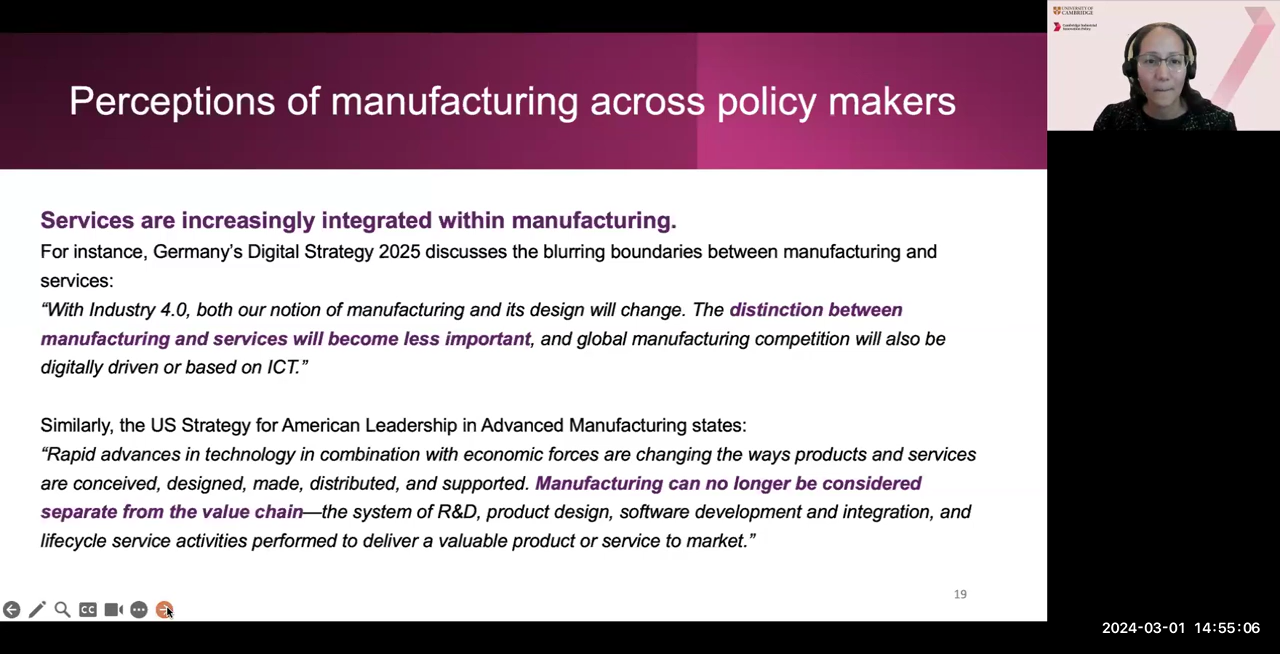 Perceptions of manufacturing across policy makers
UNIVERSITY OF
CAMBRIDGE
Cambridge Industrial
Innovation Policy
Services are increasingly integrated within manufacturing.
For instance, Germany’s Digital Strategy 2025 discusses the blurring boundaries between manufacturing and
services:
“With Industry 4.0, both our notion of manufacturing and its design will change. The distinction between
manufacturing and services will become less important, and global manufacturing competition will also be
digitally driven or based on ICT.”
Similarly, the US Strategy for American Leadership in Advanced Manufacturing states:
“Rapid advances in technology in combination with economic forces are changing the ways products and services
are conceived, designed, made, distributed, and supported. Manufacturing can no longer be considered
separate from the value chain—the system of R&D, product design, software development and integration, and
lifecycle service activities performed to deliver a valuable product or service to market.”
CC
19
2024-03-01 14:55:06